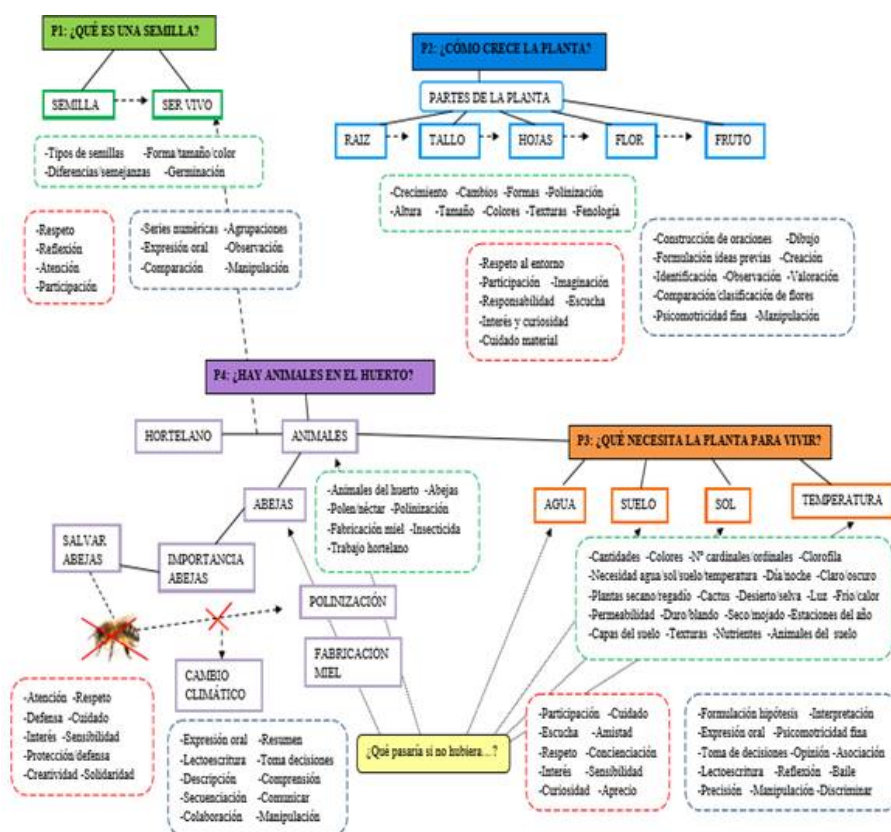 P1: ¿QUÉ ES UNA SEMILLA?
SEMILLA
SER VIVO
-Tipos de semillas -Forma/tamaño/color
-Diferencias/semejanzas -Germinación
-Respeto
-Reflexión
-Atención
-Participación
-Series numéricas -Agrupaciones
-Expresión oral -Observación
-Comparación -Manipulación
P2: ¿CÓMO CRECE LA PLANTA?
PARTES DE LA PLANTA
RAIZ
TALLO
HOJAS
FLOR
FRUTO
-Crecimiento -Cambios -Formas -Polinización
-Altura -Tamaño -Colores -Texturas -Fenología
-Respeto al entorno
-Participación -Imaginación
-Responsabilidad -Escucha
-Interés y curiosidad
-Cuidado material
-Construcción de oraciones -Dibujo
-Formulación ideas previas -Creación
-Identificación -Observación -Valoración
-Comparación/clasificación de flores
-Psicomotricidad fina -Manipulación
P4: ¿HAY ANIMALES EN EL HUERTO?
HORTELANO
ANIMALES
ABEJAS
SALVAR
ABEJAS
IMPORTANCIA
ABEJAS
-Animales del huerto -Abejas
-Polen/néctar -Polinización
-Fabricación miel -Insecticida
-Trabajo hortelano
POLINIZACIÓN
FABRICACIÓN
MIEL
CAMBIO
CLIMÁTICO
-Atención -Respeto
-Defensa -Cuidado
-Interés -Sensibilidad
-Protección/defensa
-Creatividad -Solidaridad
-Expresión oral -Resumen
-Lectoescritura -Toma decisiones
-Descripción -Comprensión
-Secuenciación -Comunicar
-Colaboración -Manipulación
P3: ¿QUÉ NECESITA LA PLANTA PARA VIVIR?
AGUA
SUELO
SOL
TEMPERATURA
-Cantidades -Colores -Nº cardinales/ordinales -Clorofila
-Necesidad agua/sol/suelo/temperatura -Día/noche -Claro/oscuro
-Plantas secano/regadío -Cactus -Desierto/selva -Luz -Frio/calor
-Permeabilidad -Duro/blando -Seco/mojado -Estaciones del año
-Capas del suelo -Texturas -Nutrientes -Animales del suelo
¿Qué pasaría si no hubiera...?
-Participación -Cuidado
-Escucha -Amistad
-Respeto -Concienciación
-Interés -Sensibilidad
-Curiosidad -Aprecio
-Formulación hipótesis -Interpretación
-Expresión oral -Psicomotricidad fina
-Toma de decisiones -Opinión -Asociación
-Lectoescritura -Reflexión -Baile
-Precisión -Manipulación -Discriminar